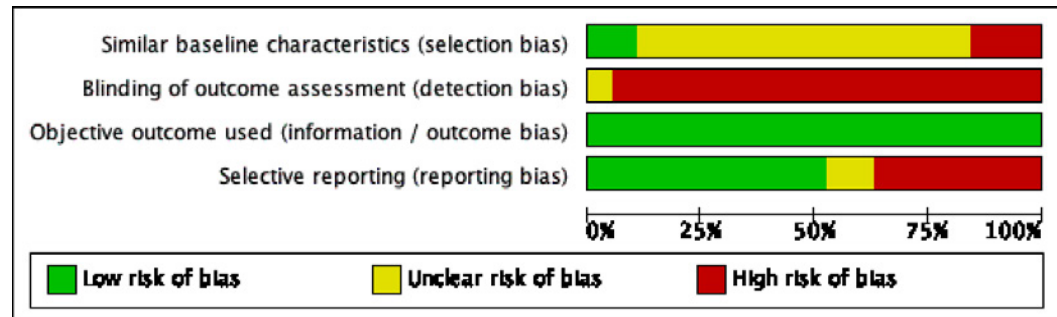 Similar baseline characteristics (selection bias)
Blinding of outcome assessment (detection bias)
Objective outcome used (information / outcome bias)
Selective reporting (reporting bias)
0% 25% 50% 75% 100%
Low risk of bias Unclear risk of bias High risk of bias